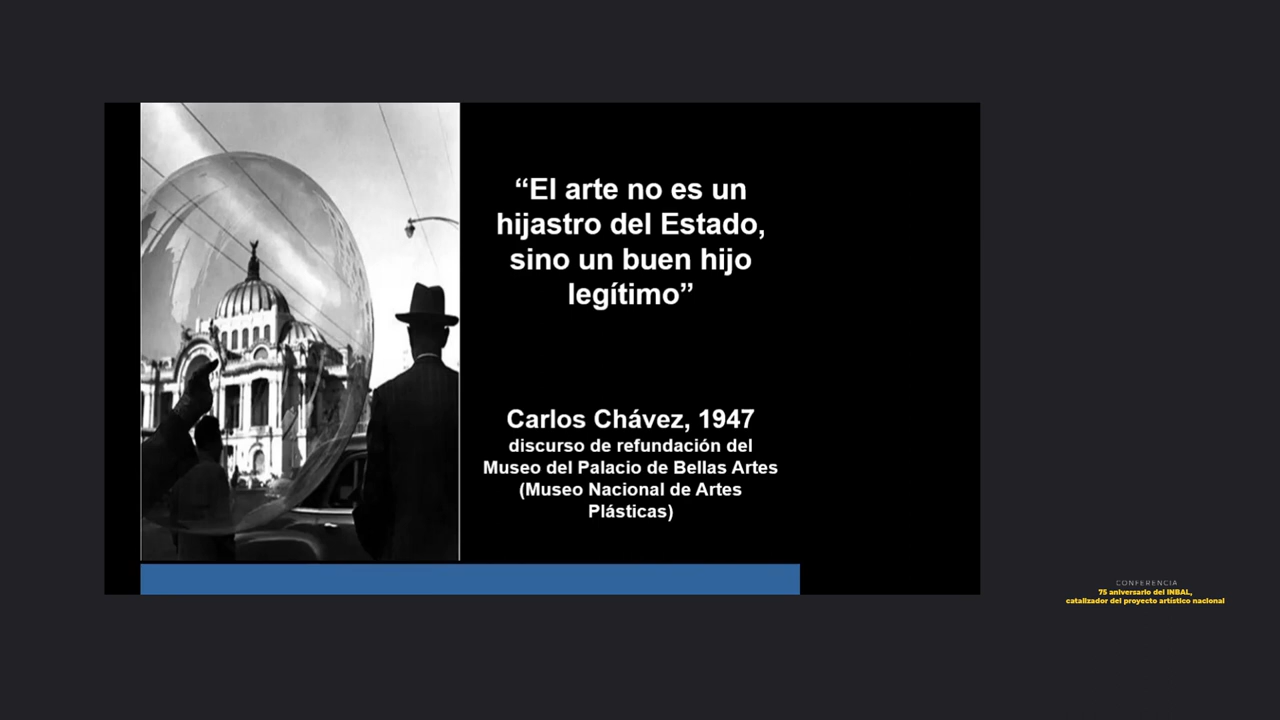 “El arte no es un
hijastro del Estado,
sino un buen hijo
legítimo”
Carlos Chávez, 1947
discurso de refundación del
Museo del Palacio de Bellas Artes
(Museo Nacional de Artes
Plásticas)
CONFERENCIA
75 aniversario del INBAL,
catalizador del proyecto artístico nacional